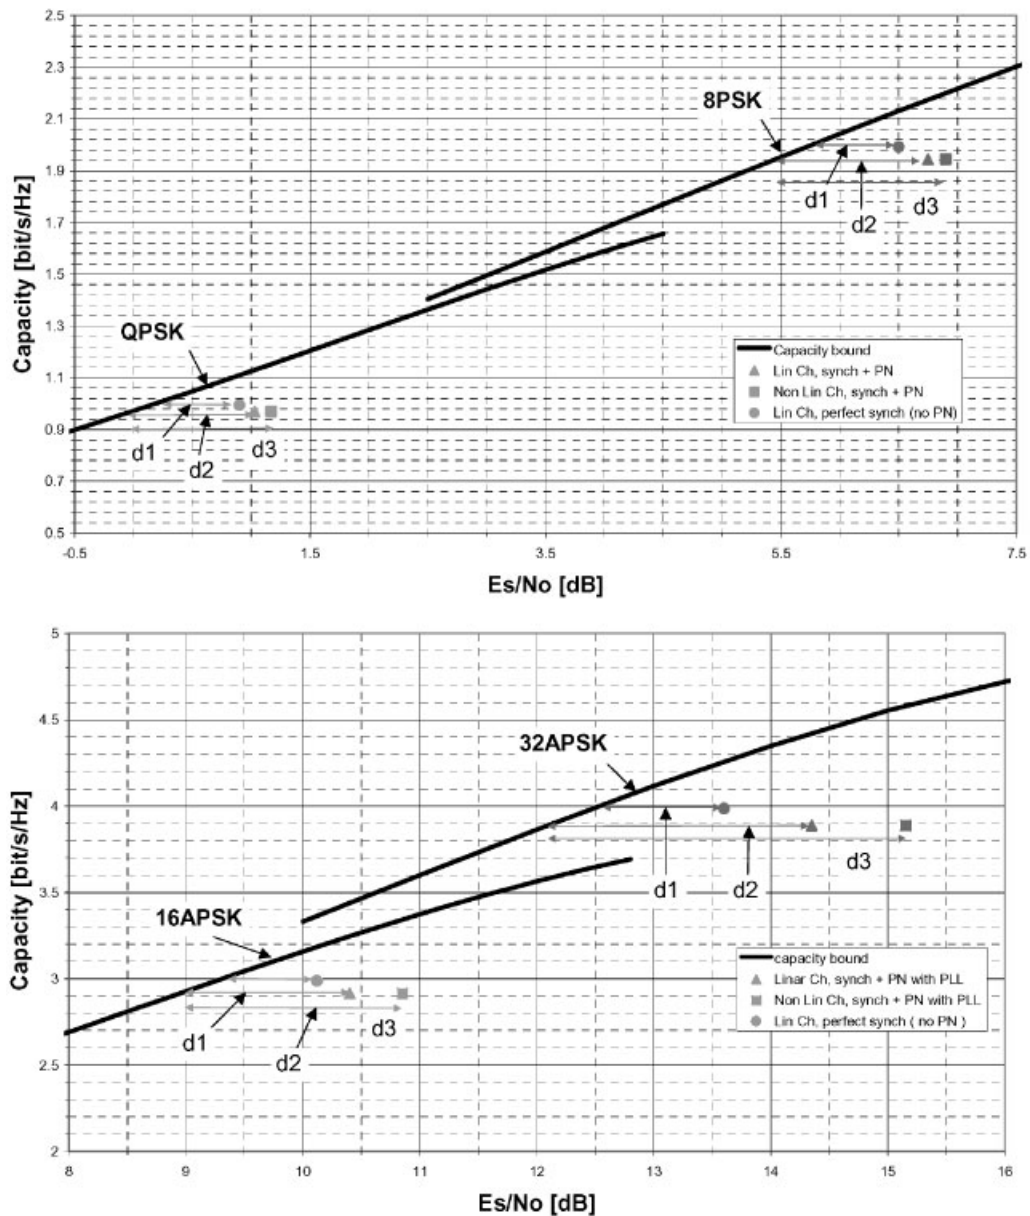 2.5
2.3
8PSK
2.1
1.9
d1
d3
d2
1.7
1.5
Capacity [bit/s/Hz]
QPSK
1.3
Capacity bound
Lin Ch, synch + PN
1.1
Non Lin Ch, synch + PN
Lin Ch, perfect synch (no PN)
0.9
d1
d2
d3
0.7
0.5
-0.5
1.5
3.5
5.5
7.5
Es/No [dB]
5
4.5
32APSK
4
d3
d1
d2
3.5
Capacity [bit/s/Hz]
16APSK
capacity bound
3
Linar Ch, synch + PN with PLL
Non Lin Ch, synch + PN with PLL
Lin Ch, perfect synch ( no PN )
d1
d3
d2
2.5
2
8
9
10
11
12
13
14
15
16
Es/No [dB]